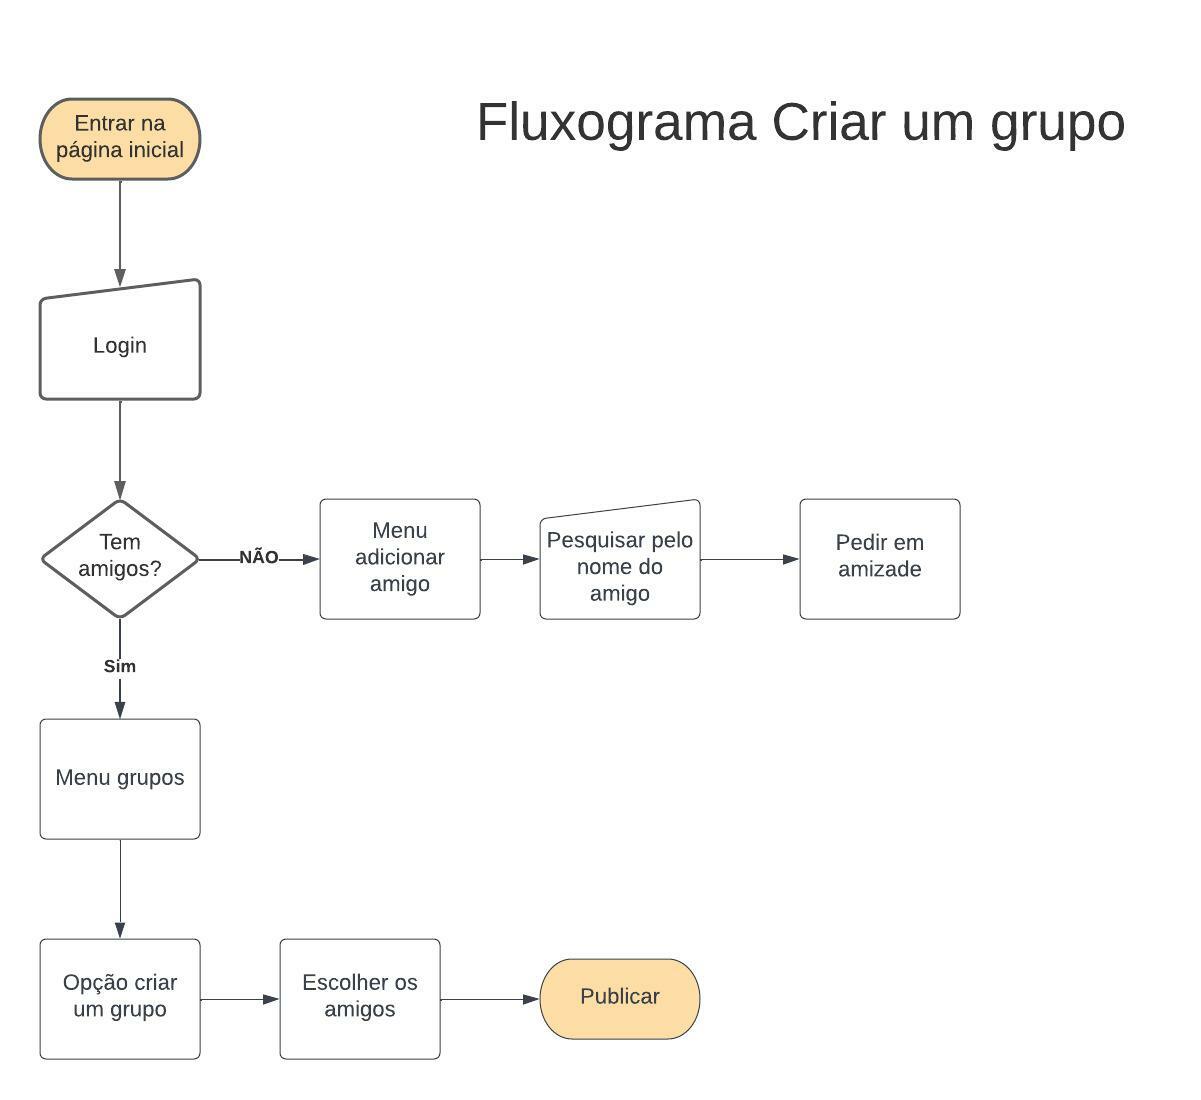 Fluxograma Criar um grupo
Entrar na
página inicial
Login
Tem
amigos?
NÃO
Menu
adicionar
amigo
Pesquisar pelo
nome do
amigo
Pedir em
amizade
Sim
Menu grupos
Opção criar
um grupo
Escolher os
amigos
Publicar